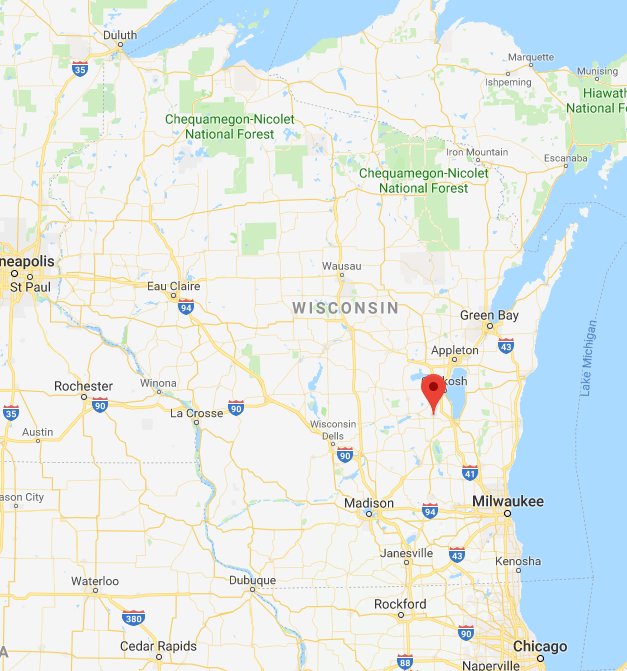 Duluth
35
Marquette
Ishpeming
Munising
Hiawath
National F
Chequamegon-Nicolet
National Forest
Iron Mountain
Escanaba
Chequamegon-Nicolet
National Forest
neapolis
St Paul
Wausau
Eau Claire
94
WISCONSIN
Green Bay
43
Appleton
Lake Michigan
kosh
Rochester
90
Winona
La Crosse
90
35
Austin
Wisconsin
Dells
90
41
ason City
Madison
94
Milwaukee
Janesville
43
Kenosha
Waterloo
Dubuque
380
Rockford
90
A
Cedar Rapids
88
Chicago
Naperville